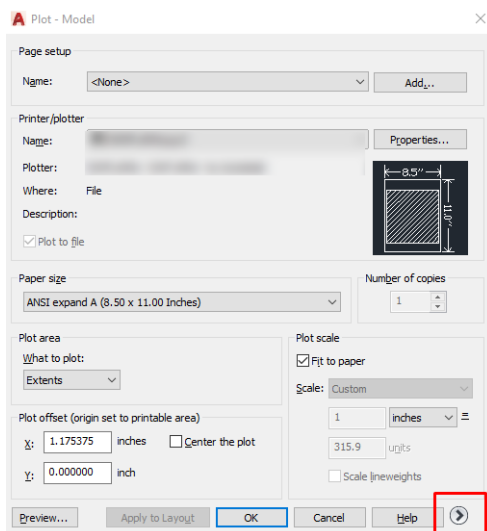 Plot - Model
Page setup
Name: <None> Add...
Printer/plotter
Name: Properties...
Plotter:
Where: File
Description:
Plot to file
8.5"
11.0"
Paper size
ANSI expand A (8.50 x 11.00 Inches)
Number of copies
1
Plot area
What to plot:
Extents
Plot scale
Fit to paper
Scale: Custom
1 inches =
315.9 units
Scale lineweights
Plot offset (origin set to printable area)
X: 1.175375 inches Center the plot
Y: 0.000000 inch
Preview... Apply to Layout OK Cancel Help